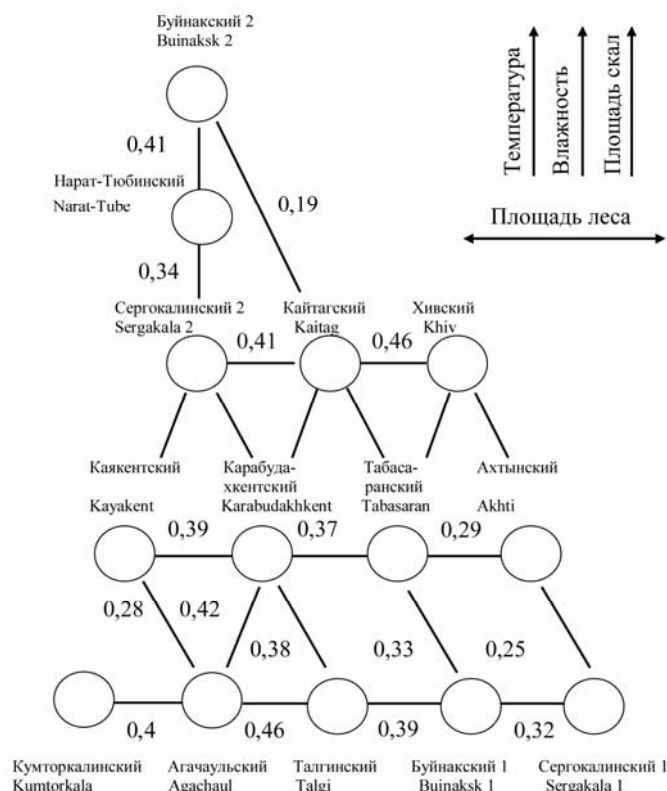 Буйнакский 2
Buinaksk 2
Температура
Влажность
Площадь скал
0,41
Нарат-Тюбинский
Narat-Tube
0,19
Площадь леса
0,34
Сергокалинский 2
Sergakala 2
Кайтагский
Kaitag
Хивский
Khiv
0,41
0,46
Каякентский
Kayakent
Карабуда-
хкентский
Karabudakhkent
Табаса-
ранский
Tabasaran
Ахтынский
Akhti
0,39
0,37
0,29
0,28
0,42
0,38
0,33
0,25
0,4
0,46
0,39
0,32
Кумторкалинский
Kumtorkala
Агачаульский
Agachaul
Талгинский
Talgi
Буйнакский 1
Buinaksk 1
Сергокалинский 1
Sergakala 1